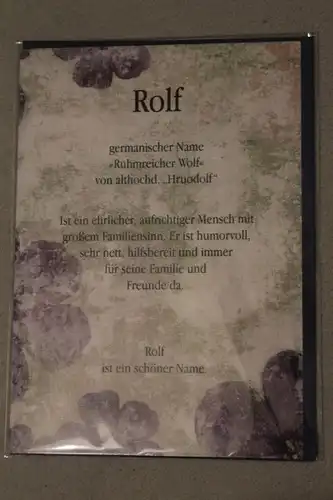 Rolf
germanischer Name
»Ruhmreicher Wolf«
von althochd. „Hruodolf“
Ist ein ehrlicher, aufrichtiger Mensch mit
großem Familiensinn. Er ist humorvoll,
sehr nett, hilfsbereit und immer
für seine Familie und
Freunde da.
Rolf
ist ein schöner Name.